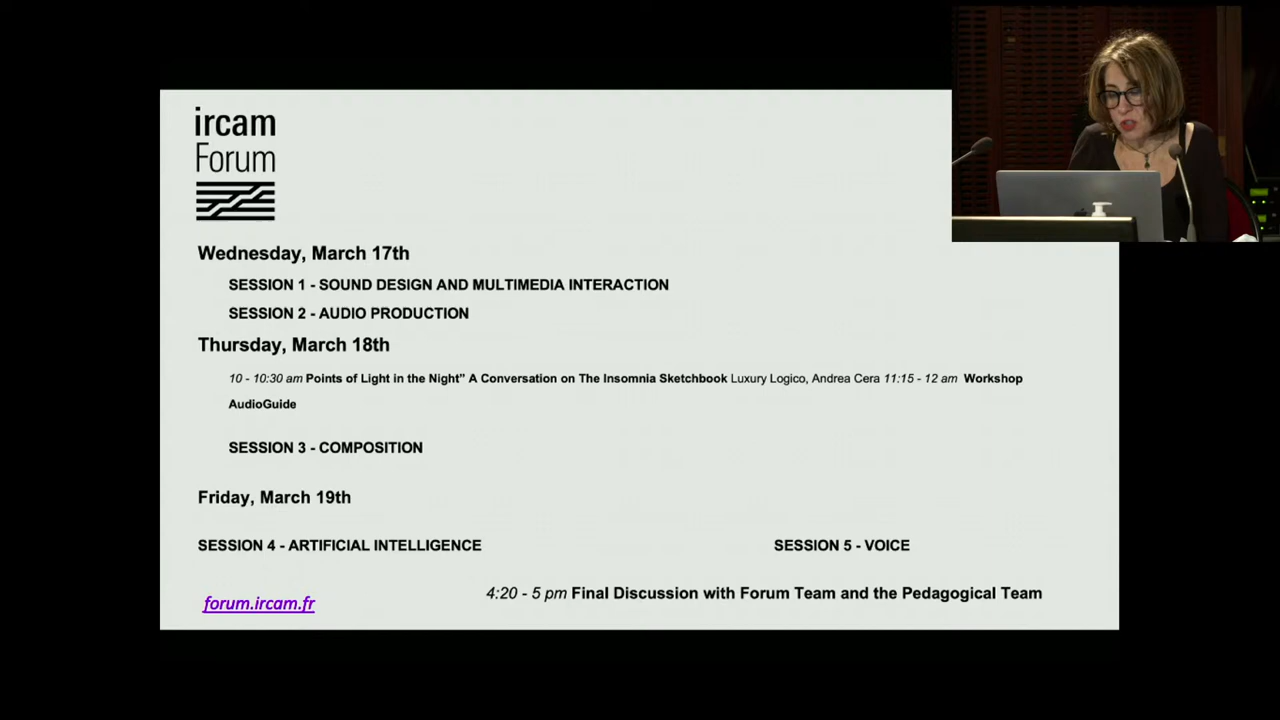 ircam
Forum
Wednesday, March 17th
SESSION 1 - SOUND DESIGN AND MULTIMEDIA INTERACTION
SESSION 2 - AUDIO PRODUCTION
Thursday, March 18th
10 - 10:30 am Points of Light in the Night” A Conversation on The Insomnia Sketchbook Luxury Logico, Andrea Cera 11:15 - 12 am Workshop
AudioGuide
SESSION 3 - COMPOSITION
Friday, March 19th
SESSION 4 - ARTIFICIAL INTELLIGENCE SESSION 5 - VOICE
4:20 - 5 pm Final Discussion with Forum Team and the Pedagogical Team
forum.ircam.fr